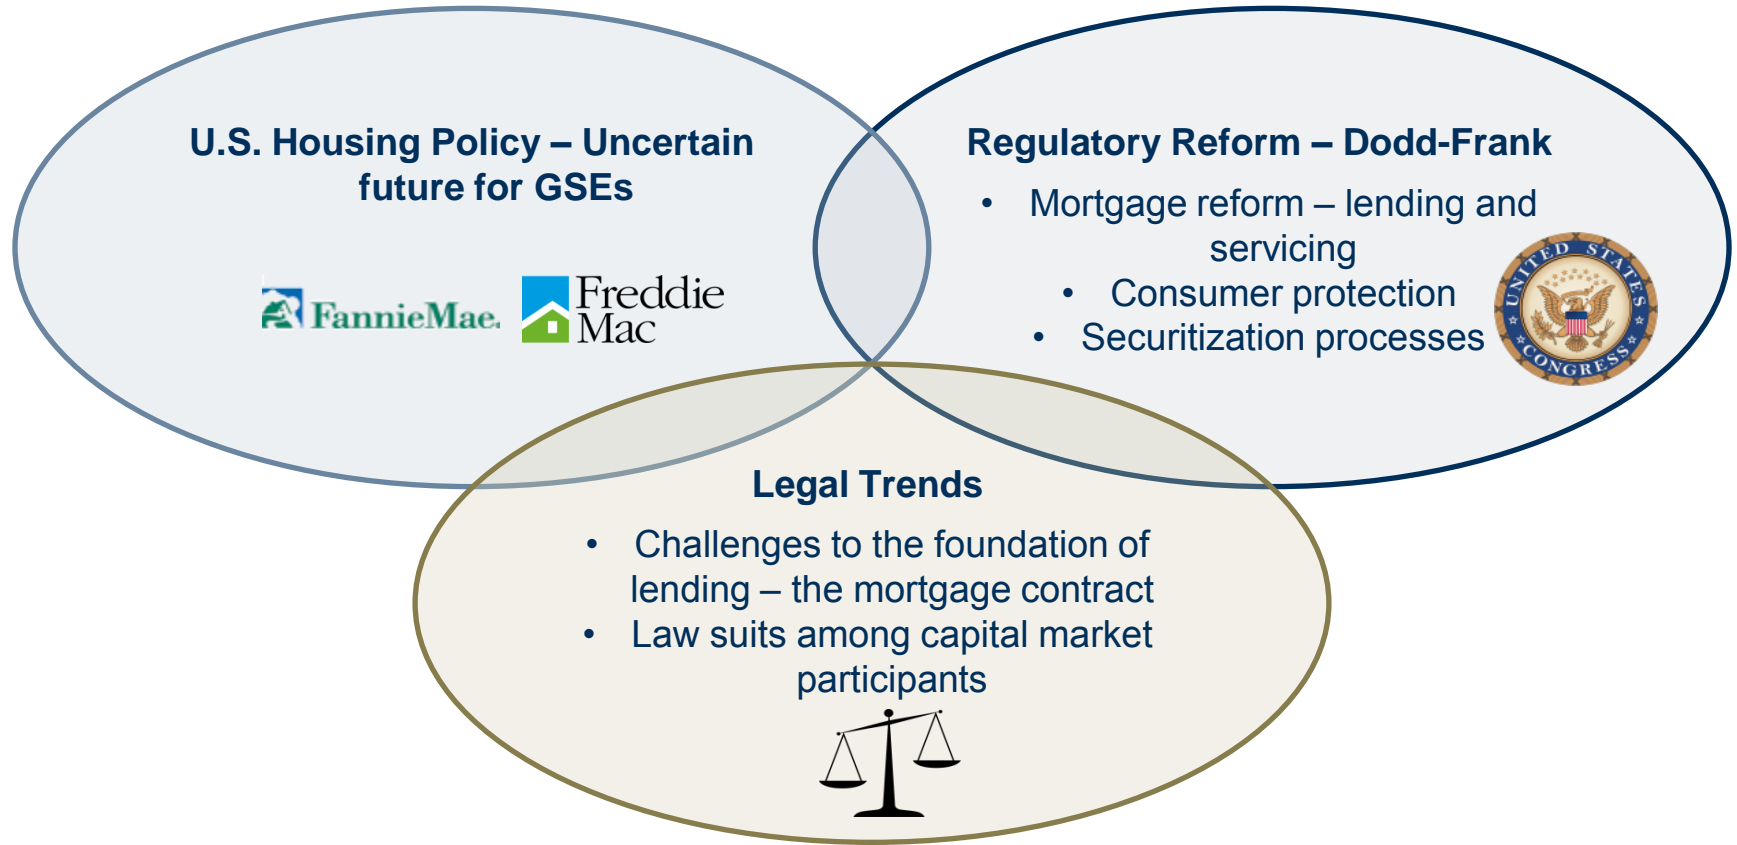 U.S. Housing Policy – Uncertain
future for GSEs
FannieMae.
Freddie
Mac
Regulatory Reform – Dodd-Frank
• Mortgage reform – lending and
servicing
• Consumer protection
• Securitization processes
UNITED STATES
CONGRESS
Legal Trends
• Challenges to the foundation of
lending – the mortgage contract
• Law suits among capital market
participants